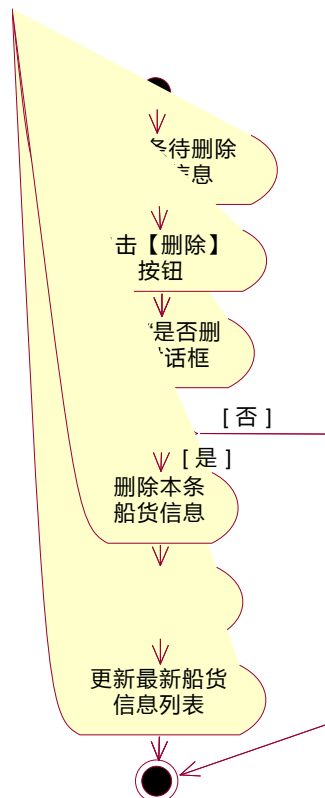 条待删除
信息
击【删除】
按钮
“是否删
”话框
[ 否 ]
[ 是 ]
删除本条
船货信息
更新最新船货
信息列表